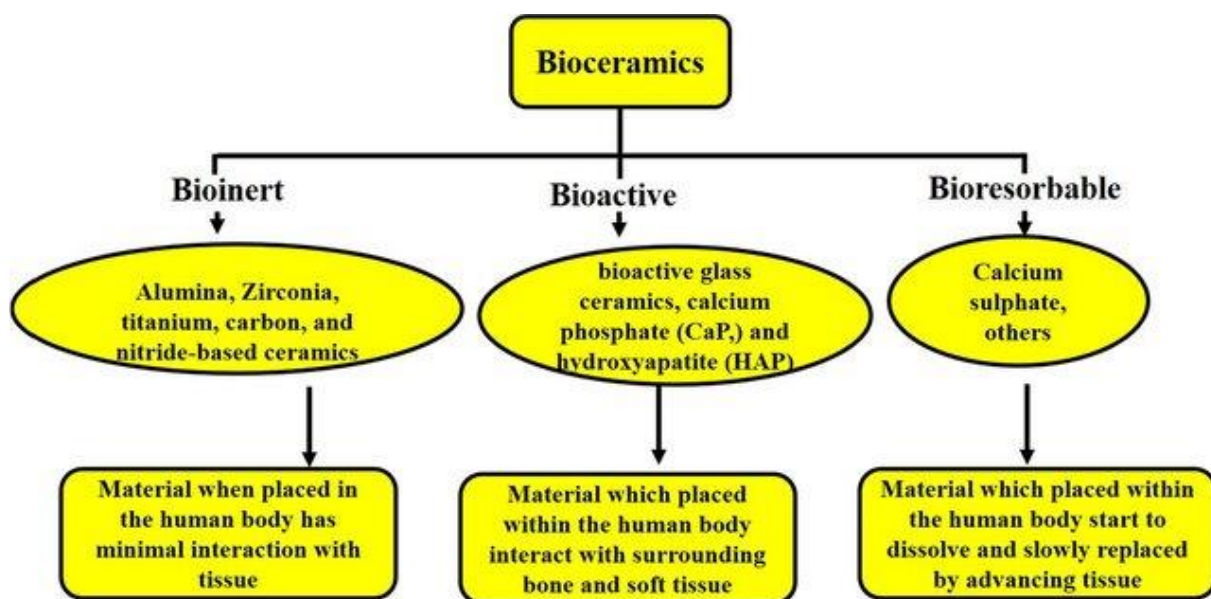 Bioceramics
Bioinert
Bioactive
Bioresorbable
Alumina, Zirconia,
titanium, carbon, and
nitride-based ceramics
bioactive glass
ceramics, calcium
phosphate (CaP,) and
hydroxyapatite (HAP)
Calcium
sulphate,
others
Material when placed in
the human body has
minimal interaction with
tissue
Material which placed
within the human body
interact with surrounding
bone and soft tissue
Material which placed within
the human body start to
dissolve and slowly replaced
by advancing tissue